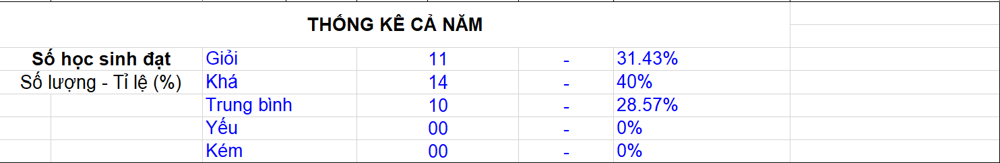 THỐNG KÊ CẢ NĂM
Số học sinh đạt Giỏi 11 - 31.43%
Số lượng - Tỉ lệ (%) Khá 14 - 40%
Trung bình 10 - 28.57%
Yếu 00 - 0%
Kém 00 - 0%